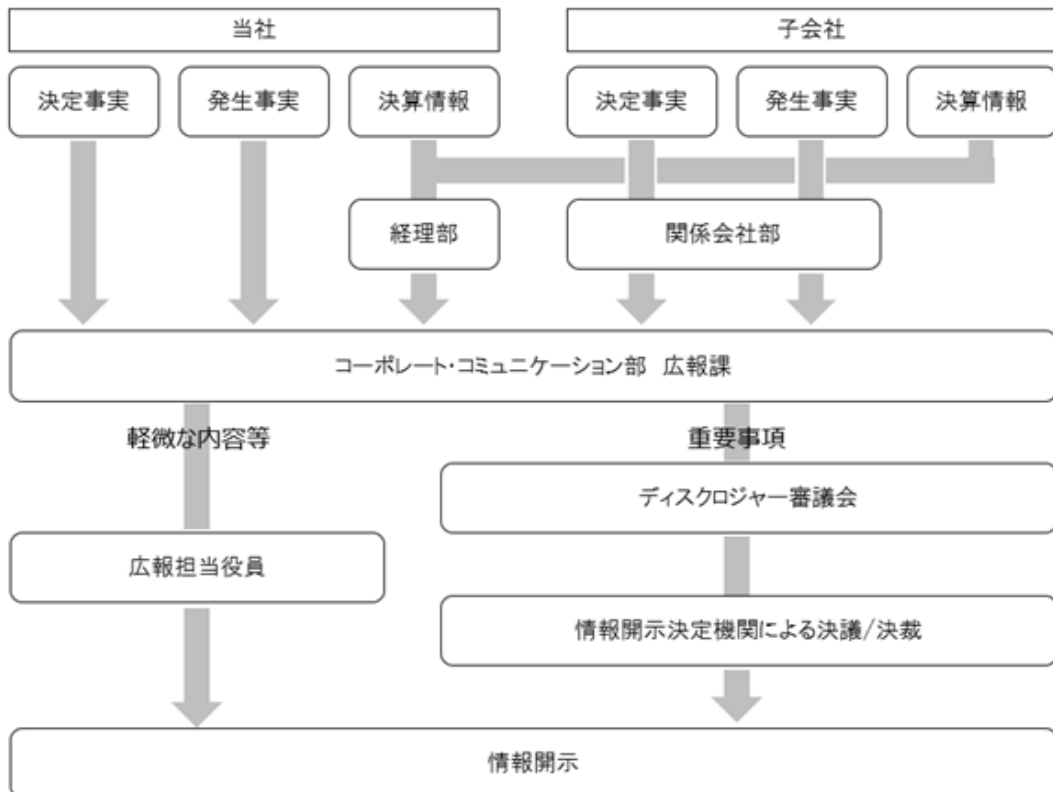 当社
子会社
決定事実
発生事実
決算情報
決定事実
発生事実
決算情報
経理部
関係会社部
コーポレート・コミュニケーション部 広報課
軽微な内容等
重要事項
ディスクロジャー審議会
広報担当役員
情報開示決定機関による決議/決裁
情報開示